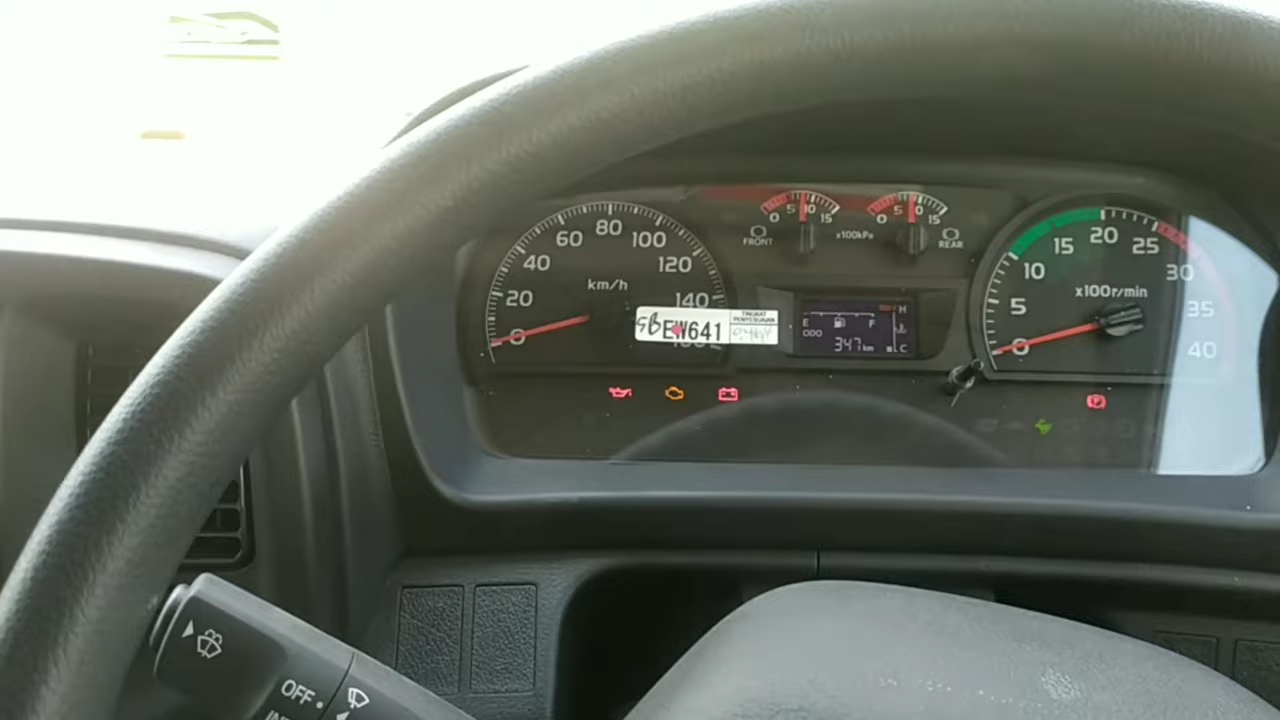 0 20 40 60 80 100 120 140
km/h
0 5 10 15
FRONT
x100kPa
0 5 10 15
REAR
0 5 10 15 20 25 30 35 40
x100r/min
EW641
TINGKAT
PENYESUAIAN
E F
H
ODO
347 km
C
OFF